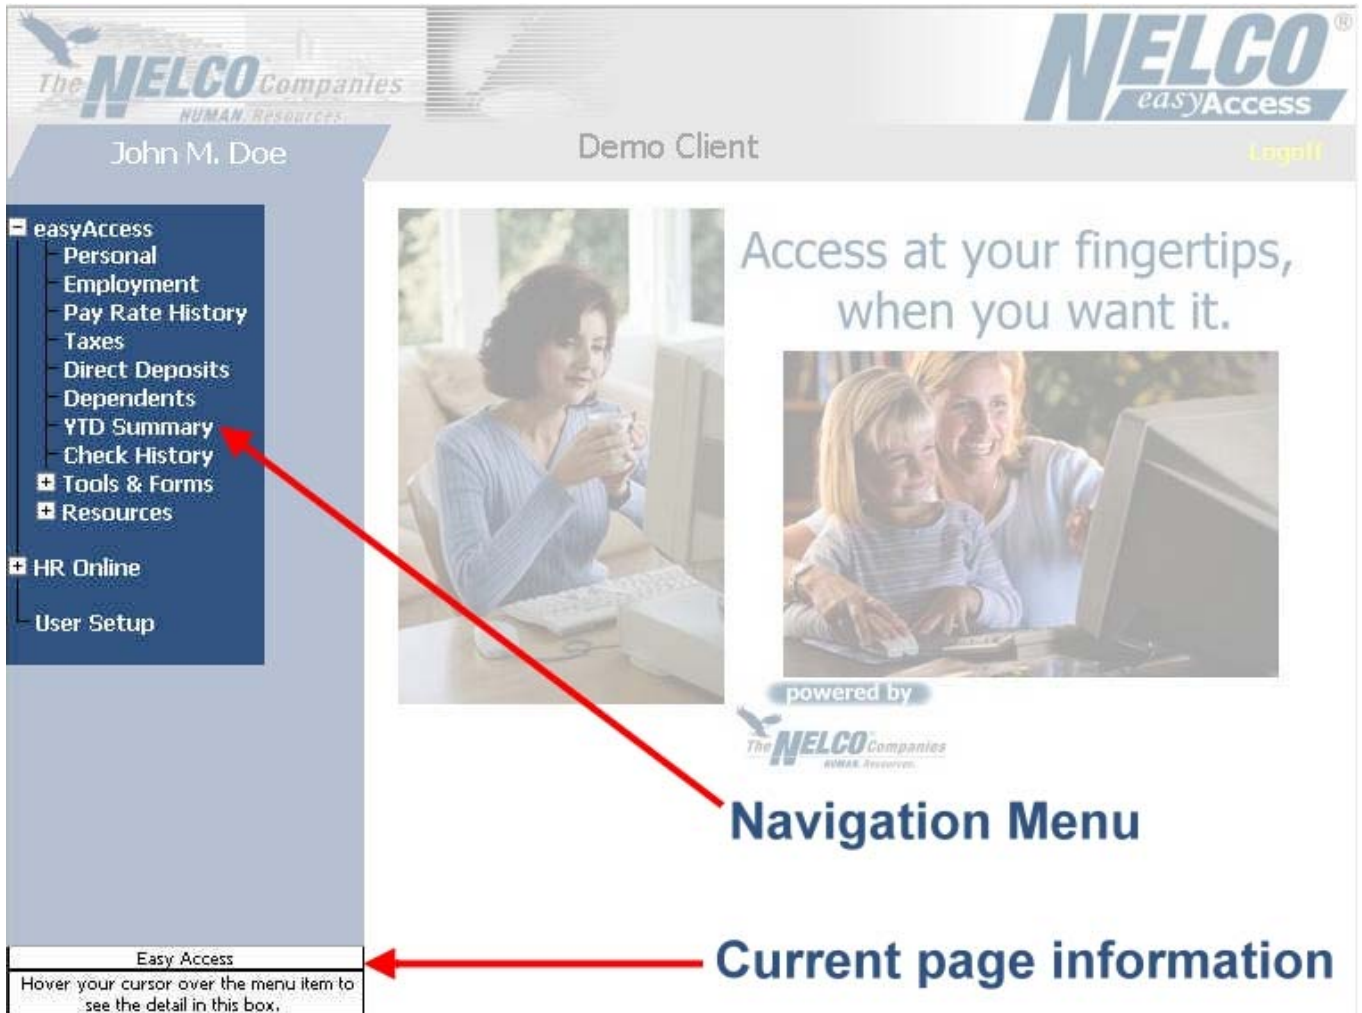 The NELCO Companies
HUMAN. Resources.
NELCO®
easyAccess
John M. Doe
Demo Client
Logoff
easyAccess
Personal
Employment
Pay Rate History
Taxes
Direct Deposits
Dependents
YTD Summary
Check History
Tools & Forms
Resources
HR Online
User Setup
Access at your fingertips,
when you want it.
powered by
The NELCO Companies
HUMAN. Resources.
Navigation Menu
Current page information
Easy Access
Hover your cursor over the menu item to
see the detail in this box.